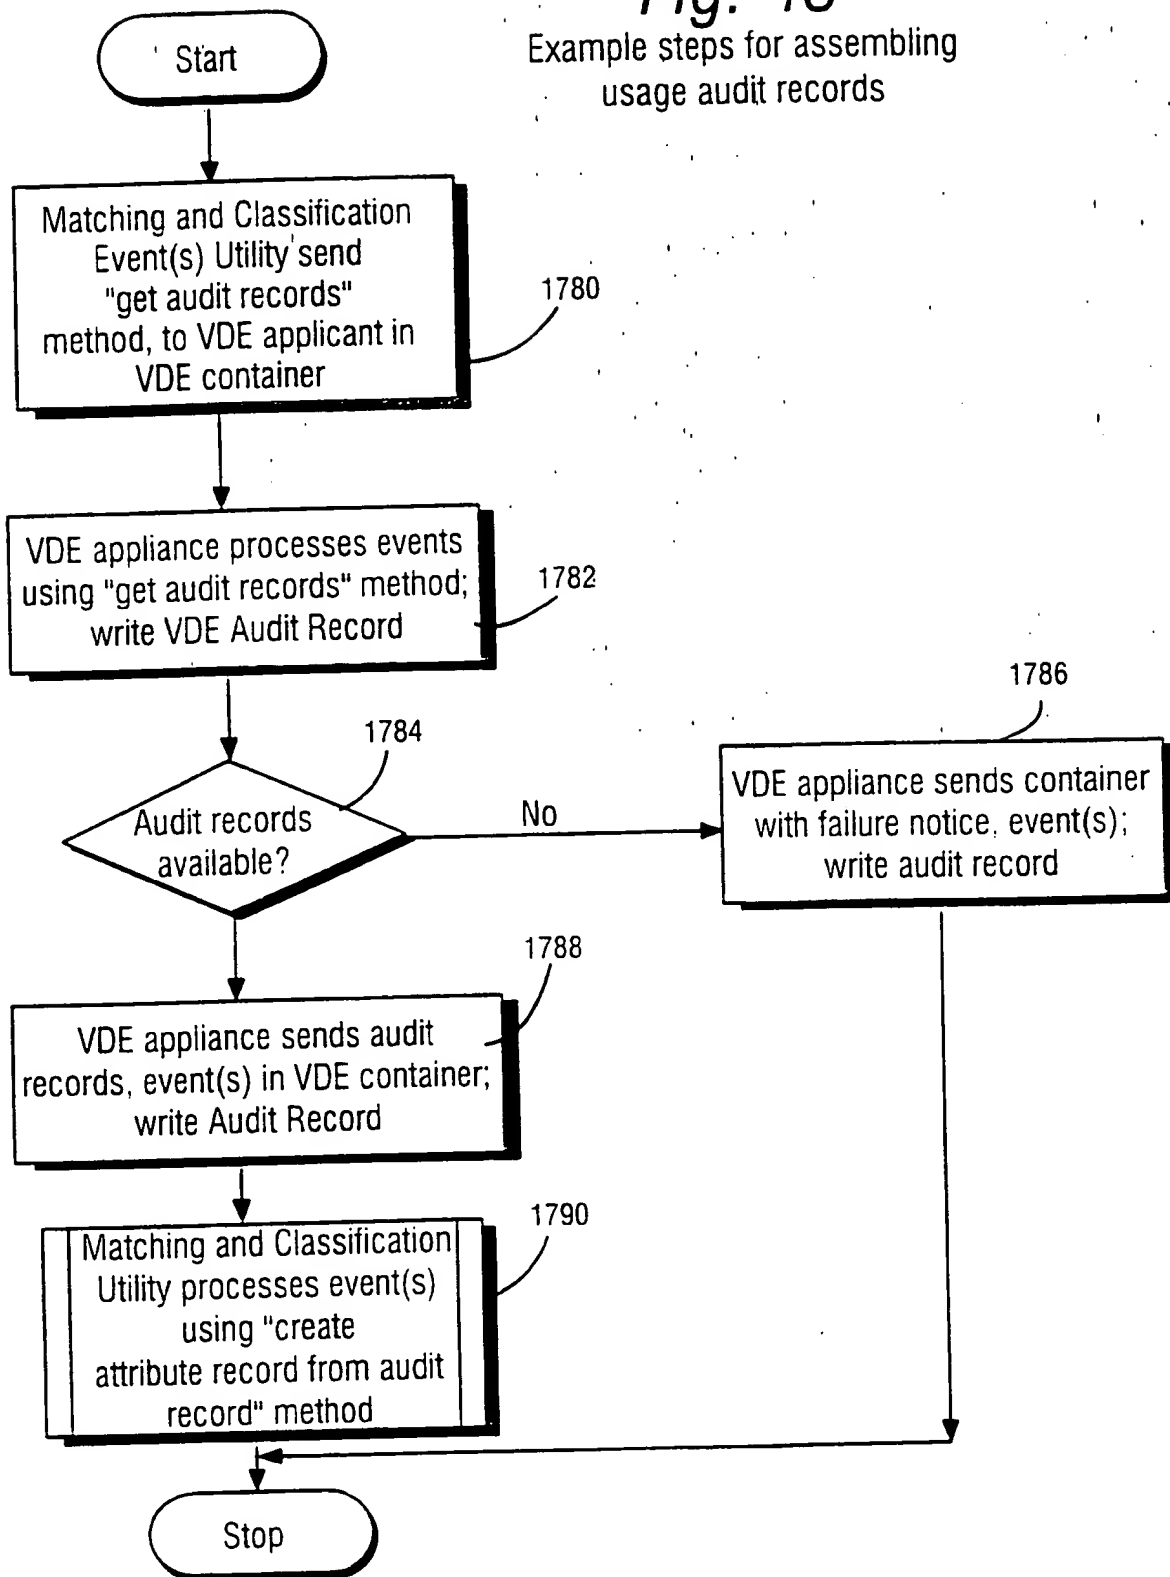 Example steps for assembling
usage audit records
Start
Matching and Classification
Event(s) Utility send
"get audit records"
method, to VDE applicant in
VDE container
1780
VDE appliance processes events
using "get audit records" method;
write VDE Audit Record
1782
1784
Audit records
available?
No
1786
VDE appliance sends container
with failure notice, event(s);
write audit record
1788
VDE appliance sends audit
records, event(s) in VDE container;
write Audit Record
1790
Matching and Classification
Utility processes event(s)
using "create
attribute record from audit
record" method
Stop